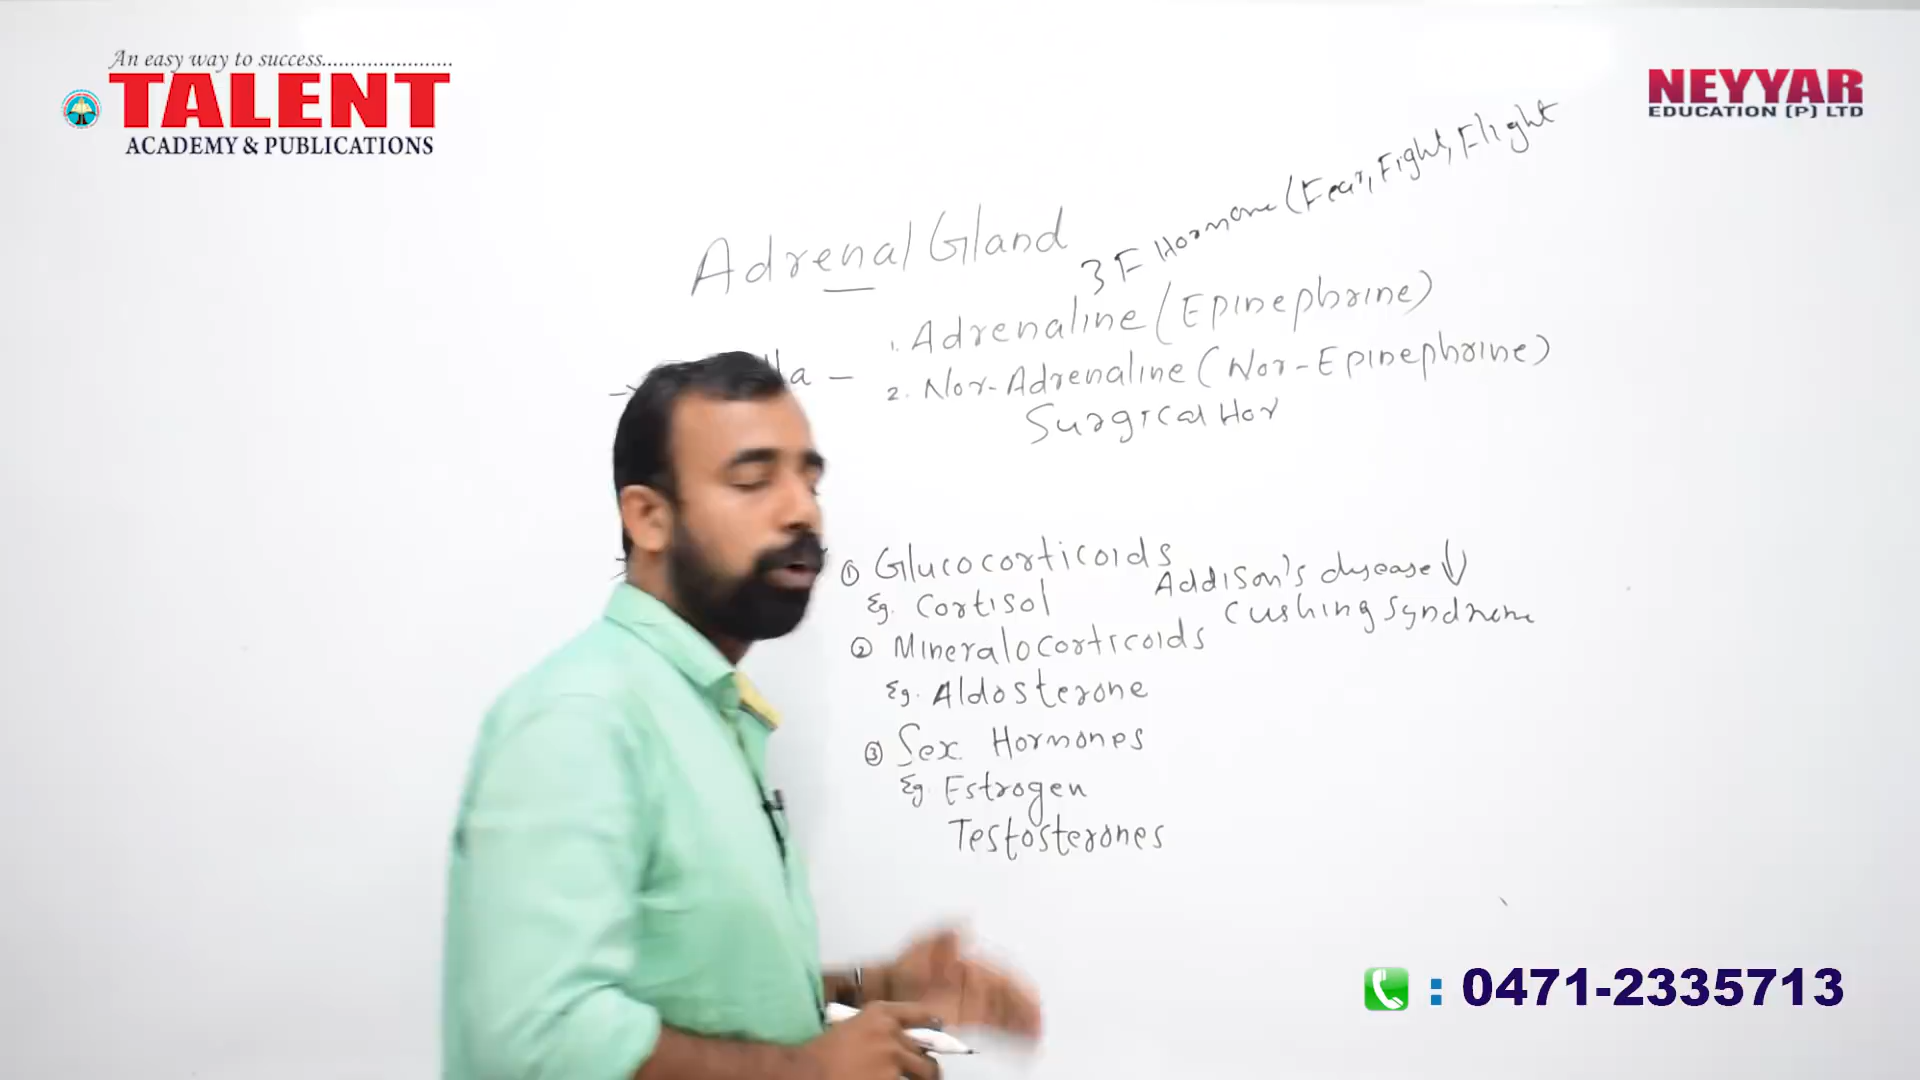 An easy way to success.......................
TALENT
ACADEMY & PUBLICATIONS
NEYYAR
EDUCATION (P) LTD
3F Hormone (Fear, Fight, Flight
Adrenal Gland
1. Adrenaline (Epinephrine)
2. Nor-Adrenaline (Nor-Epinephrine)
Surgical Hor
① Glucocorticoids
Addison's disease ↓
Eg. Cortisol
Cushing Syndrome
② Mineralocorticoids
Eg. Aldosterone
③ Sex Hormones
Eg. Estrogen
Testosterones
: 0471-2335713